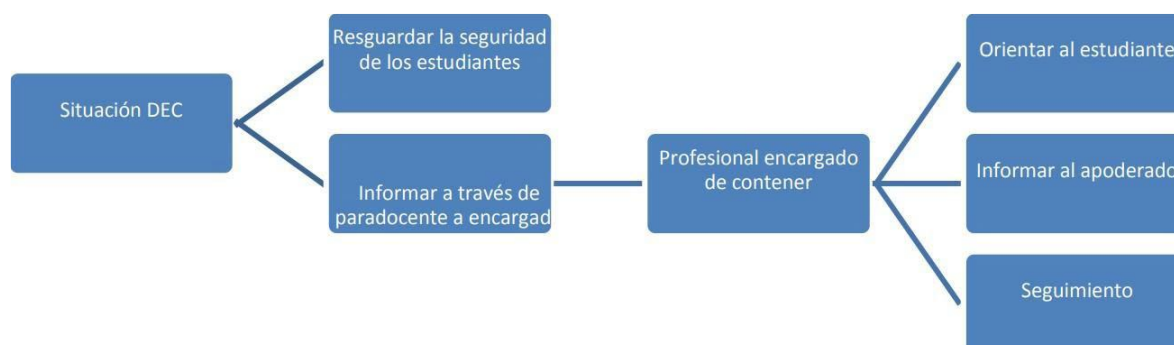 Situación DEC
Resguardar la seguridad
de los estudiantes
Informar a través de
paradocente a encargad
Profesional encargado
de contener
Orientar al estudiante
Informar al apoderado
Seguimiento